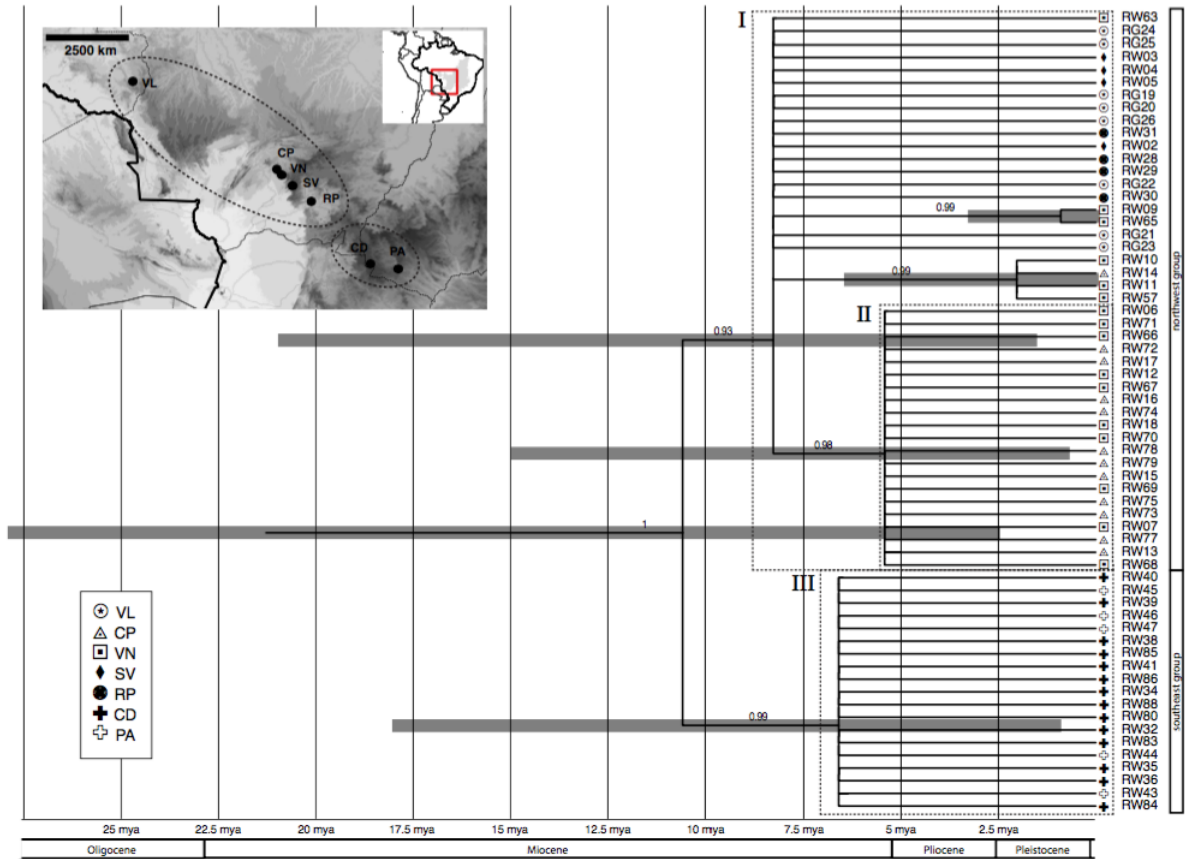 2500 km
VL
CP
VN
SV
RP
CD
PA
VL
CP
VN
SV
RP
CD
PA
I
II
III
0.99
0.99
0.93
0.98
1
0.99
RW63
RG24
RG25
RW03
RW04
RW05
RG19
RG20
RG26
RW31
RW02
RW28
RW29
RG22
RW30
RW09
RW65
RG21
RG23
RW10
RW14
RW11
RW57
RW06
RW71
RW66
RW72
RW17
RW12
RW67
RW16
RW74
RW18
RW70
RW78
RW79
RW15
RW69
RW75
RW73
RW07
RW77
RW13
RW68
RW40
RW45
RW39
RW46
RW47
RW38
RW85
RW41
RW86
RW34
RW88
RW80
RW32
RW83
RW44
RW35
RW36
RW43
RW84
northwest group
southeast group
25 mya 22.5 mya 20 mya 17.5 mya 15 mya 12.5 mya 10 mya 7.5 mya 5 mya 2.5 mya
Oligocene Miocene Pliocene Pleistocene